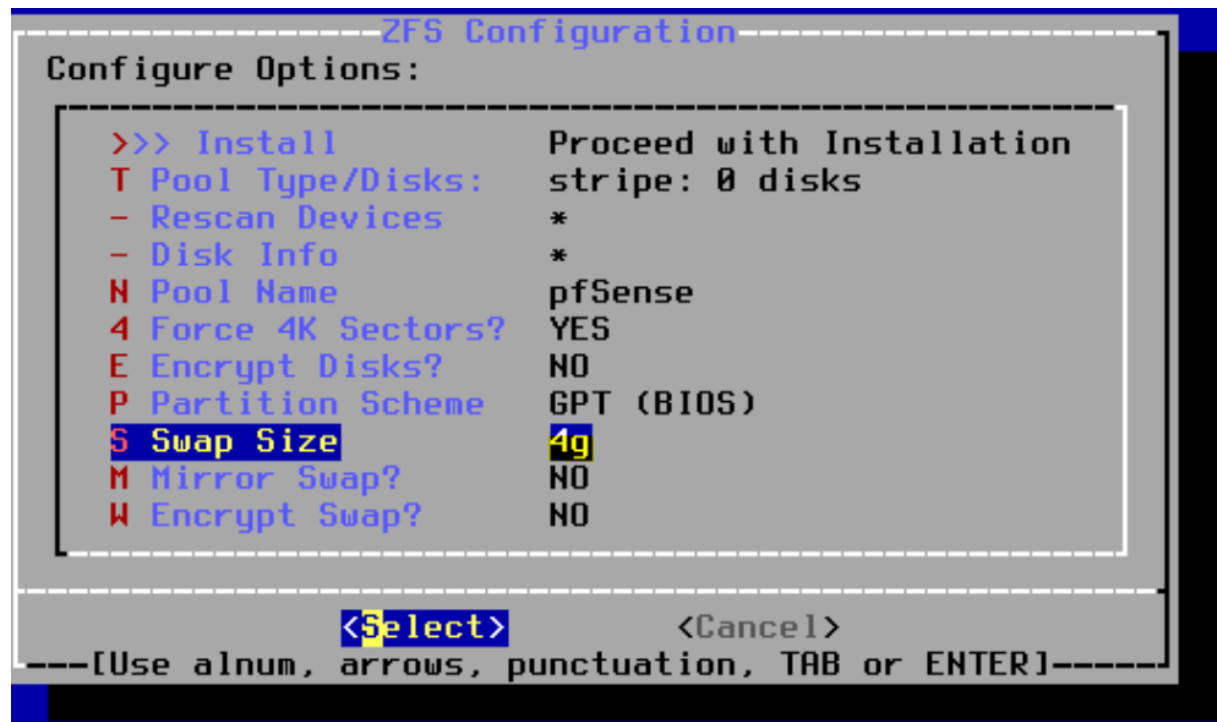 ZFS Configuration
Configure Options:
>>> Install Proceed with Installation
T Pool Type/Disks: stripe: 0 disks
- Rescan Devices *
- Disk Info *
N Pool Name pfSense
4 Force 4K Sectors? YES
E Encrypt Disks? NO
P Partition Scheme GPT (BIOS)
S Swap Size 4g
M Mirror Swap? NO
W Encrypt Swap? NO
<Select> <Cancel>
[Use alnum, arrows, punctuation, TAB or ENTER]